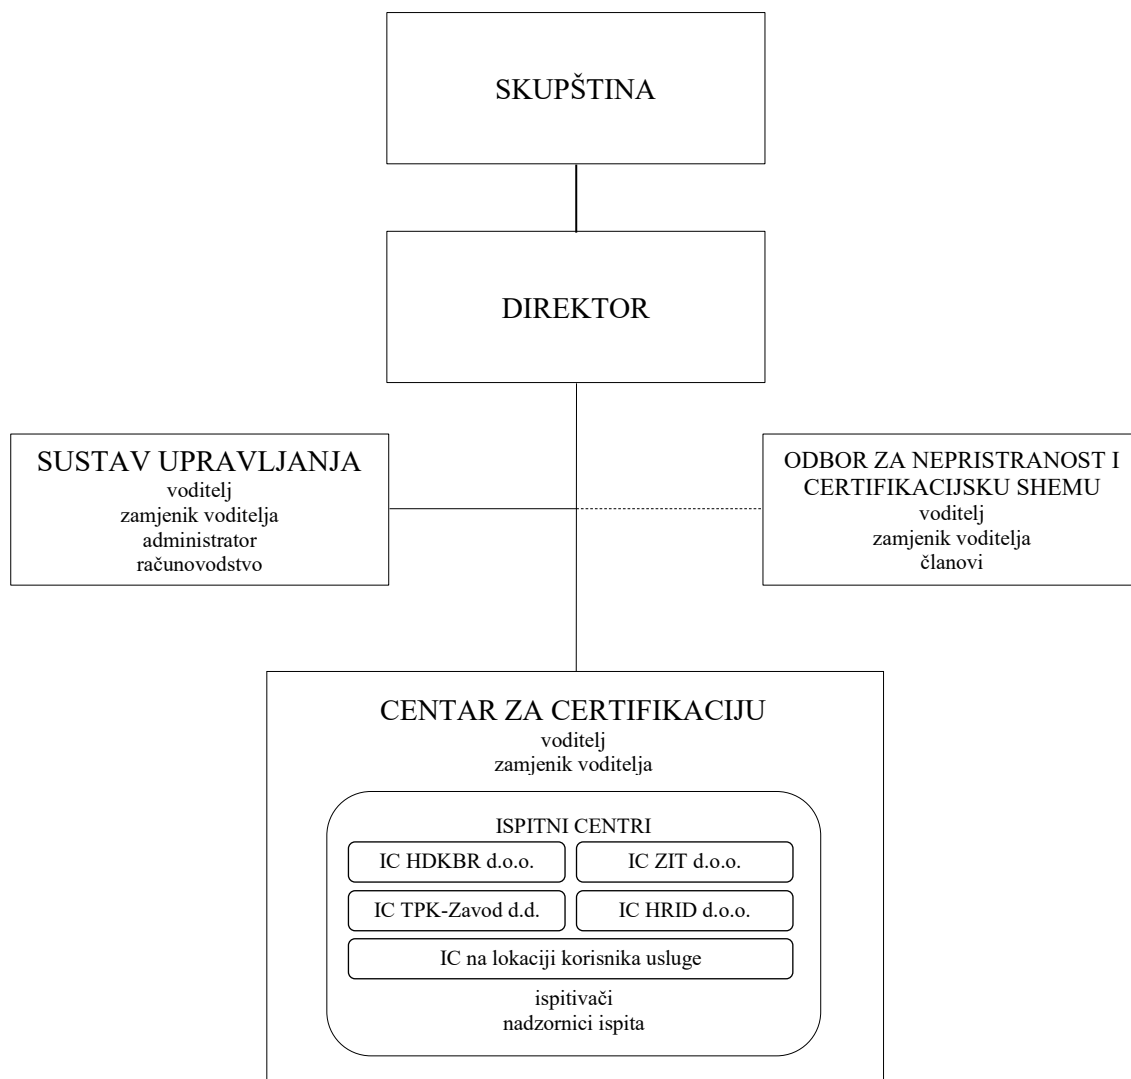 SKUPŠTINA
DIREKTOR
SUSTAV UPRAVLJANJA
voditelj
zamjenik voditelja
administrator
računovodstvo
ODBOR ZA NEPRISTRANOST I
CERTIFIKACIJSKU SHEMU
voditelj
zamjenik voditelja
članovi
CENTAR ZA CERTIFIKACIJU
voditelj
zamjenik voditelja
ISPITNI CENTRI
IC HDKBR d.o.o.
IC ZIT d.o.o.
IC TPK-Zavod d.d.
IC HRID d.o.o.
IC na lokaciji korisnika usluge
ispitivači
nadzornici ispita